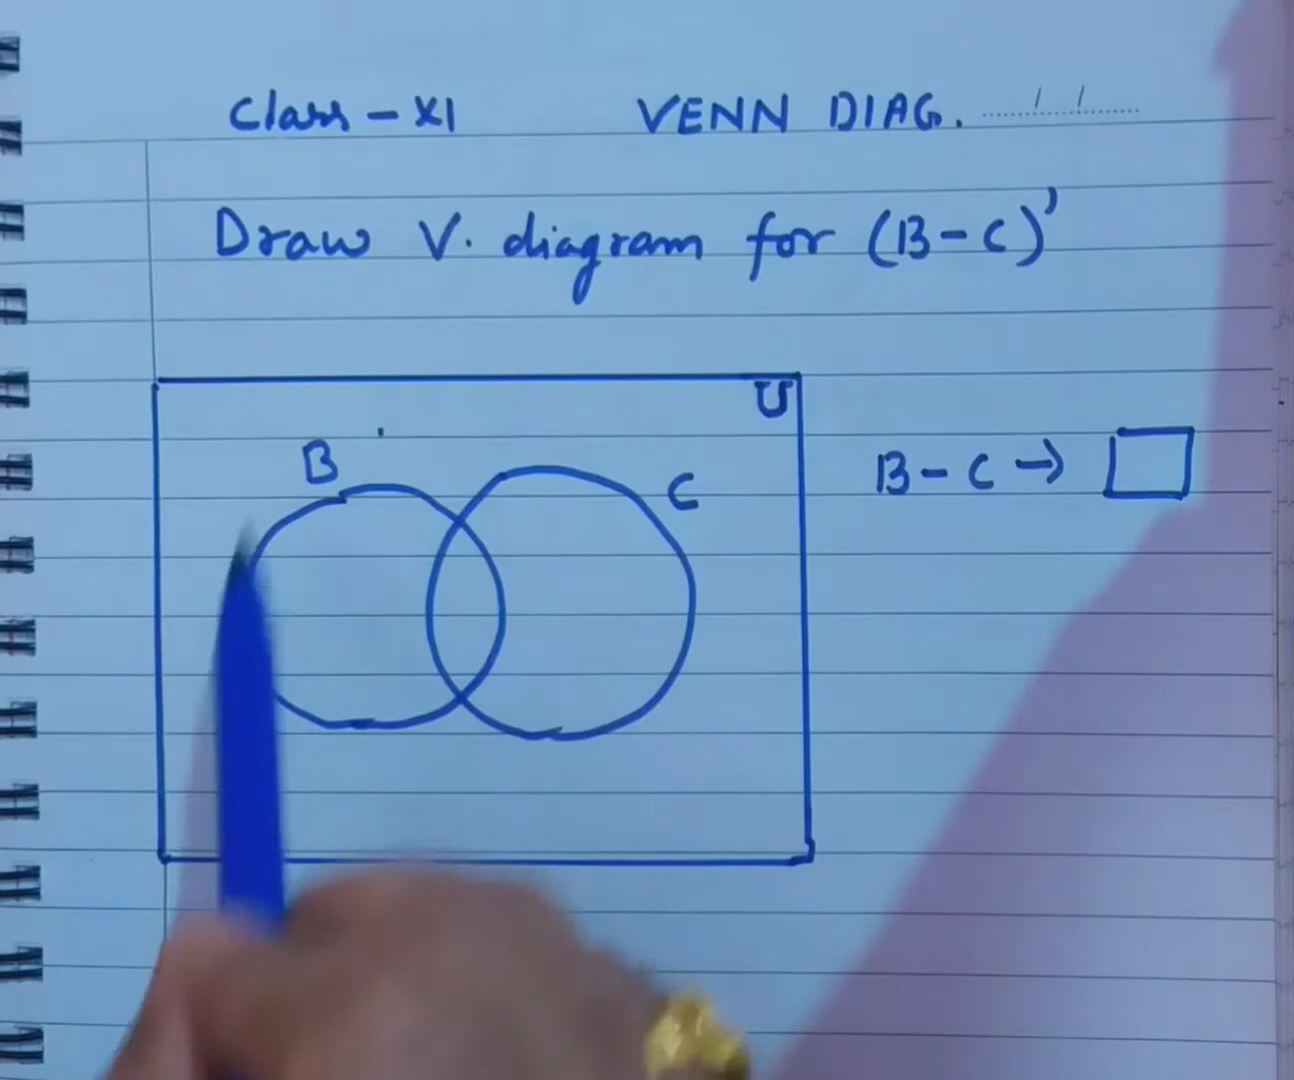 Class - XI VENN DIAG.
Draw V. diagram for (B-C)'
U
B
C
B - C →